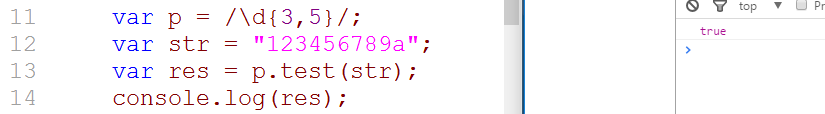 11 var p = /\d{3,5}/;
12 var str = "123456789a";
13 var res = p.test(str);
14 console.log(res);
top ▼ Pr
true
>